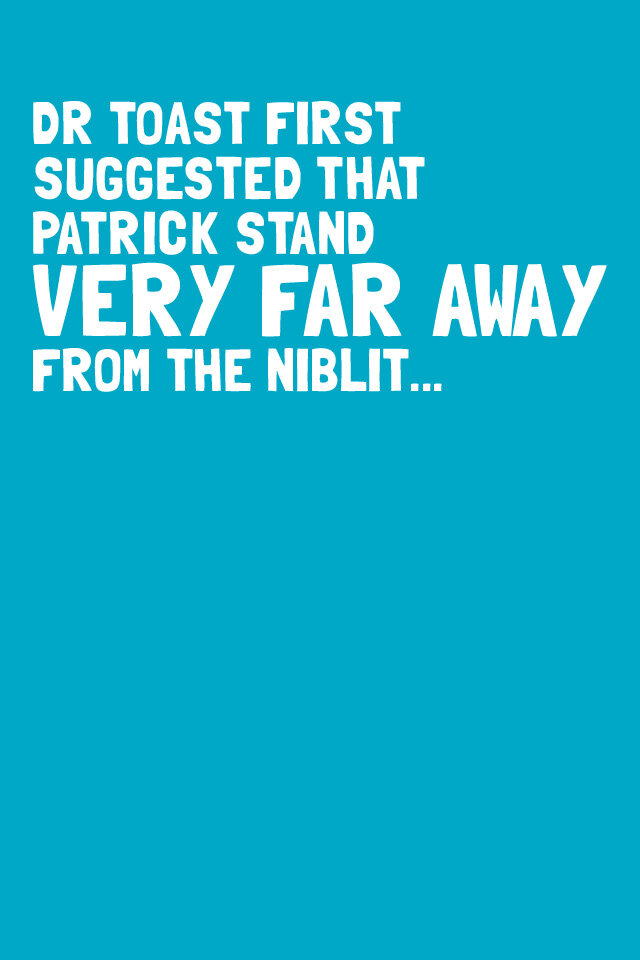 DR TOAST FIRST
SUGGESTED THAT
PATRICK STAND
VERY FAR AWAY
FROM THE NIBLIT...